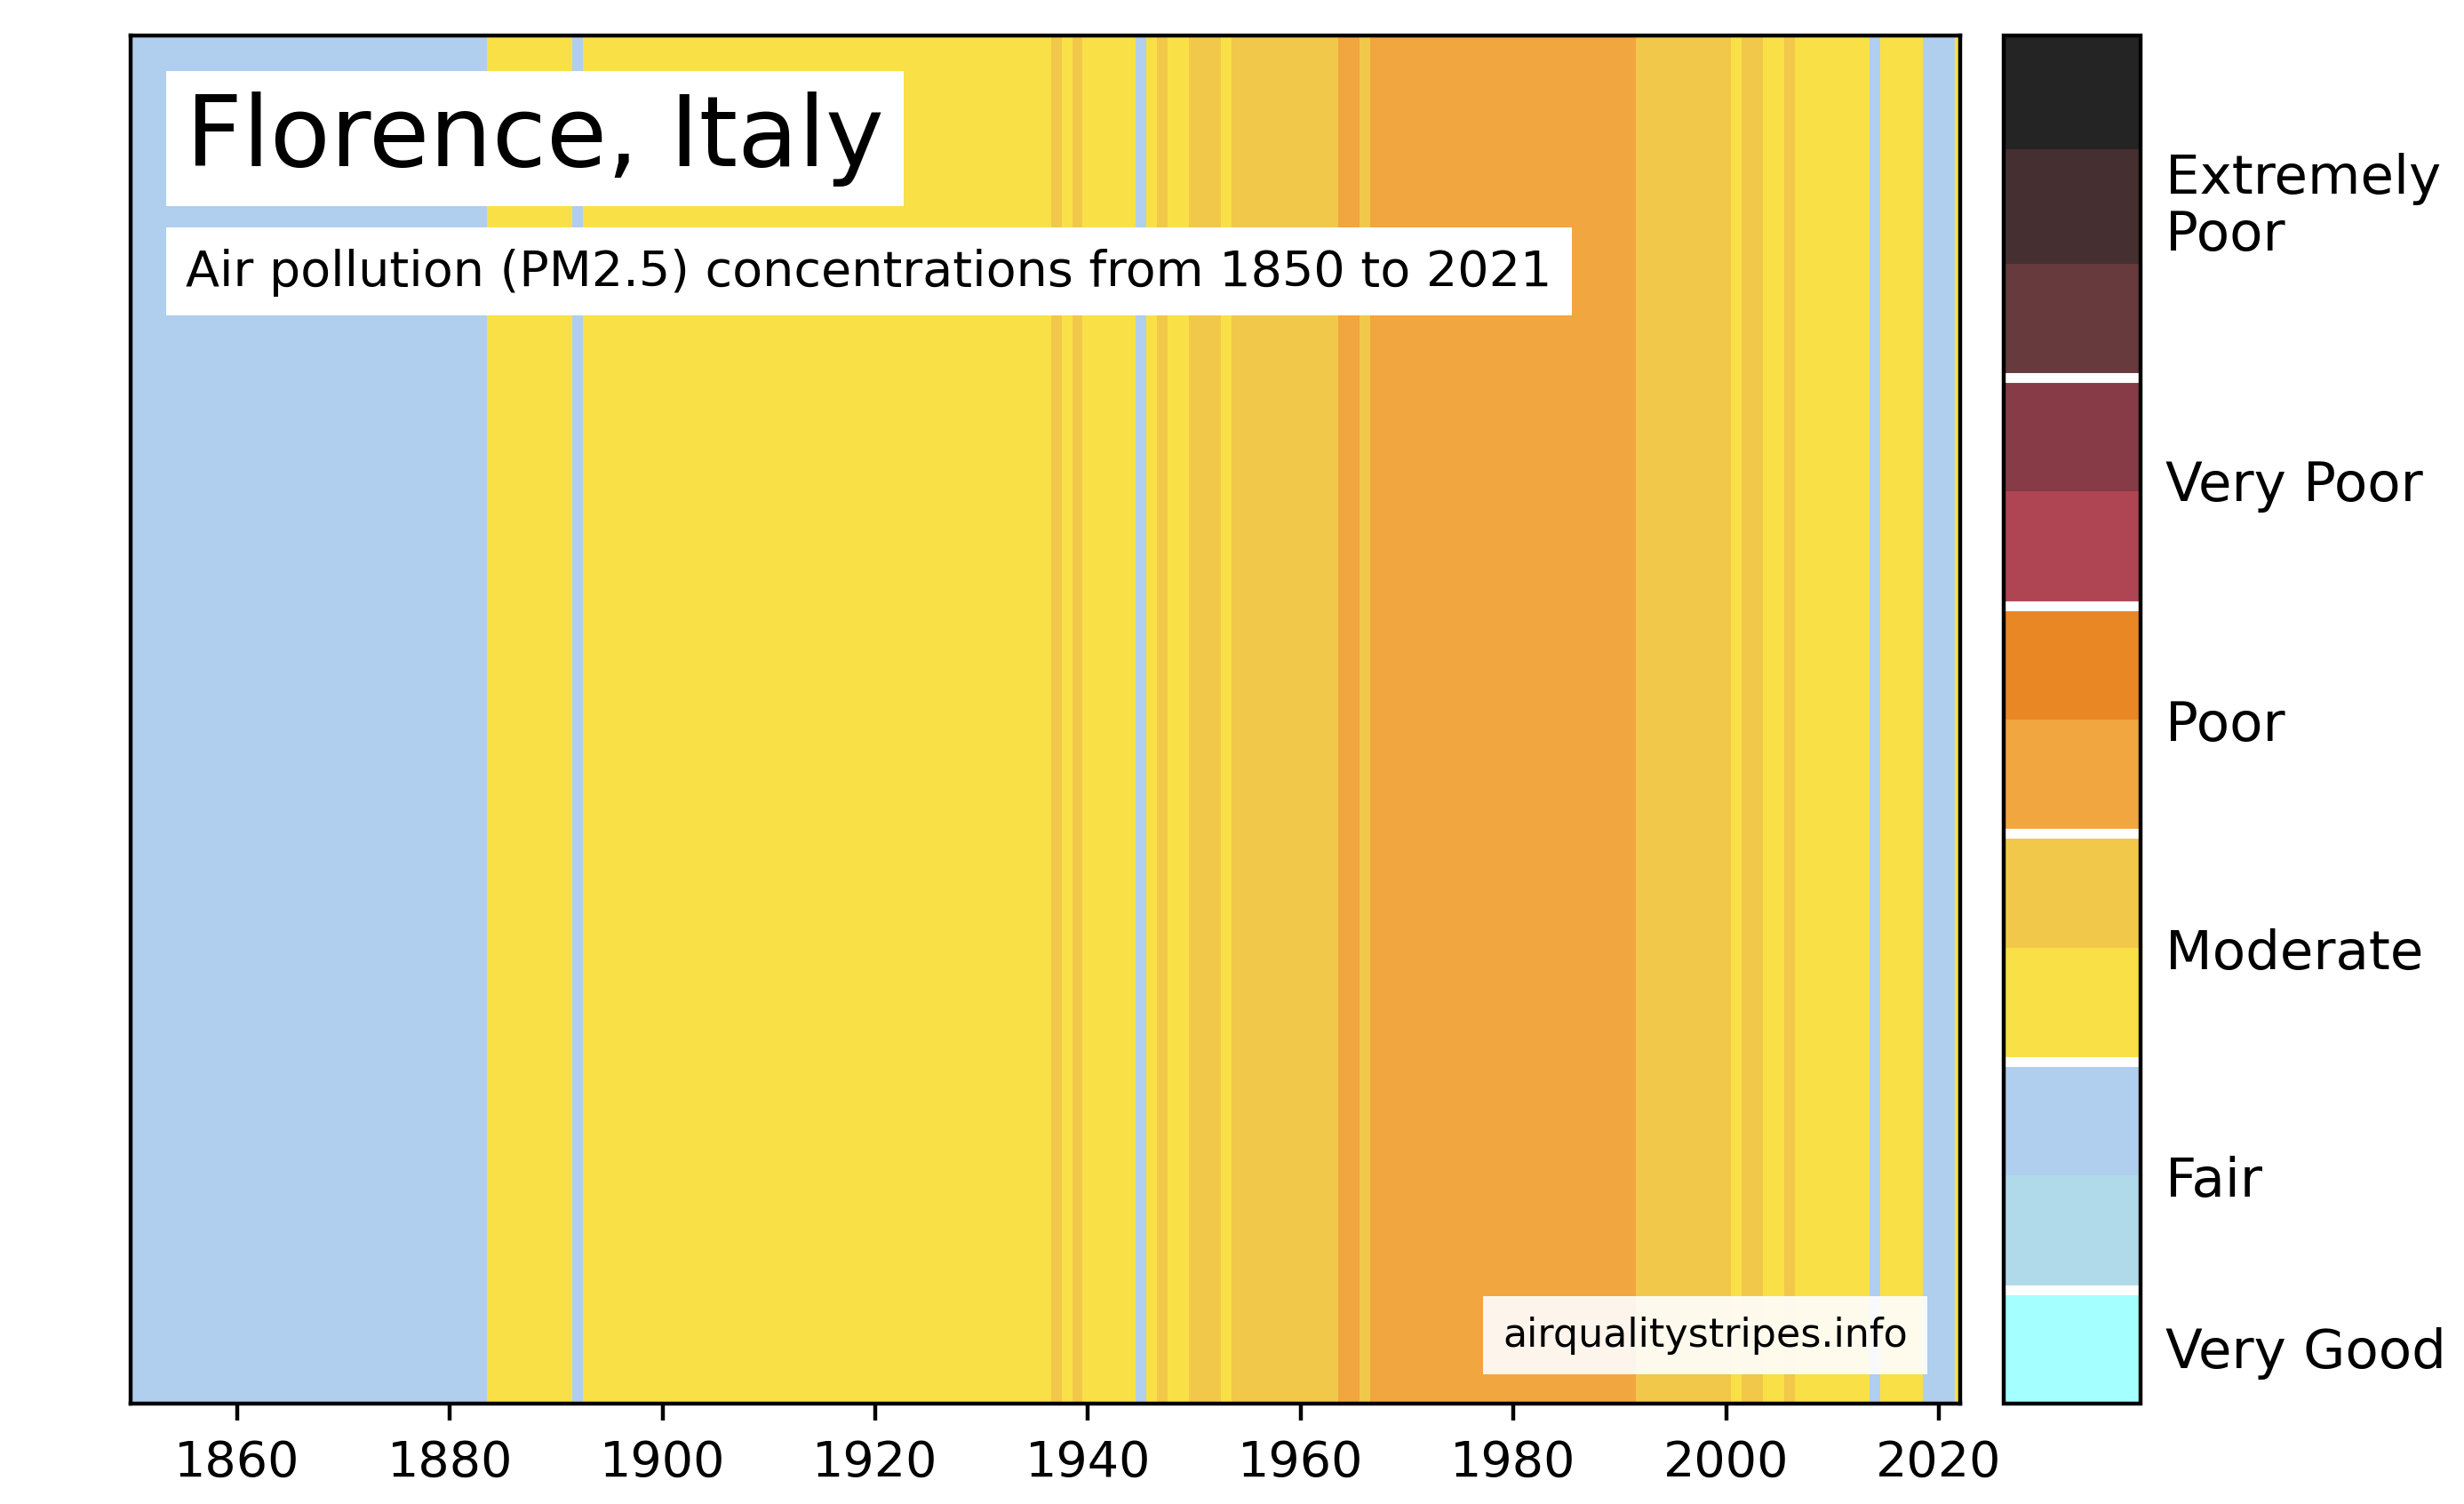 Florence, Italy
Air pollution (PM2.5) concentrations from 1850 to 2021
airqualitystripes.info
1860 1880 1900 1920 1940 1960 1980 2000 2020
Extremely
Poor
Very Poor
Poor
Moderate
Fair
Very Good